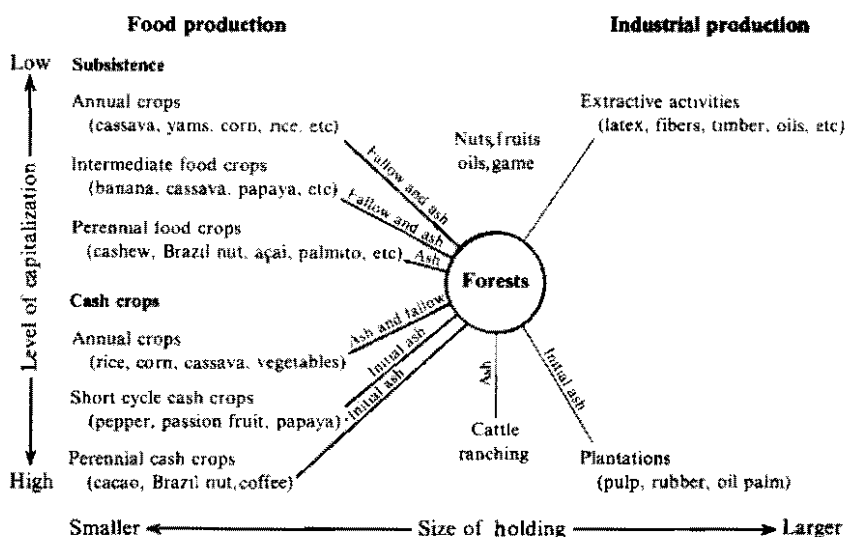 Food production
Industrial production
Low
Subsistence
Annual crops
(cassava, yams, corn, rice, etc)
Intermediate food crops
(banana, cassava, papaya, etc)
Perennial food crops
(cashew, Brazil nut, açai, palmito, etc)
Cash crops
Annual crops
(rice, corn, cassava, vegetables)
Short cycle cash crops
(pepper, passion fruit, papaya)
Perennial cash crops
(cacao, Brazil nut, coffee)
High
Level of capitalization
Fallow and ash
Fallow and ash
Ash
Ash and fallow
Initial ash
Initial ash
Nuts, fruits
oils, game
Forests
Ash
Cattle
ranching
Extractive activities
(latex, fibers, timber, oils, etc)
Initial ash
Plantations
(pulp, rubber, oil palm)
Smaller
Size of holding
Larger